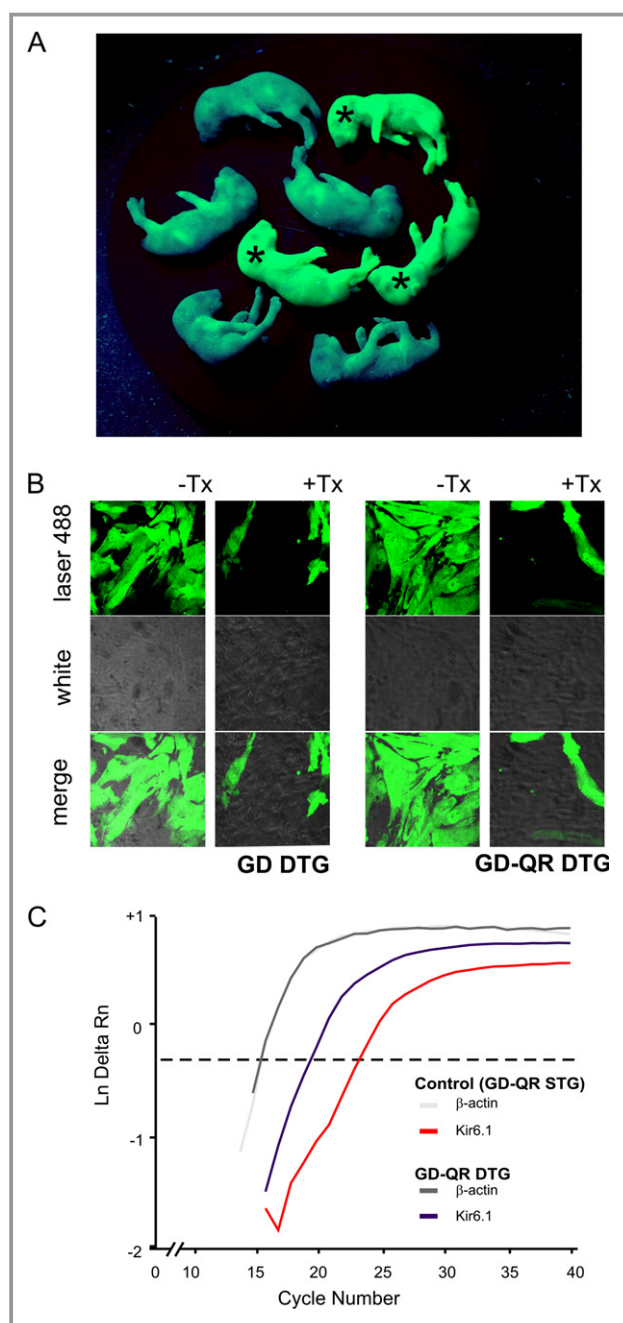 A
*
*
*
B
-Tx +Tx -Tx +Tx
laser 488
white
merge
GD DTG GD-QR DTG
C
+1
0
-1
-2
Ln Delta Rn
Control (GD-QR STG)
β-actin
Kir6.1
GD-QR DTG
β-actin
Kir6.1
0 10 15 20 25 30 35 40
Cycle Number